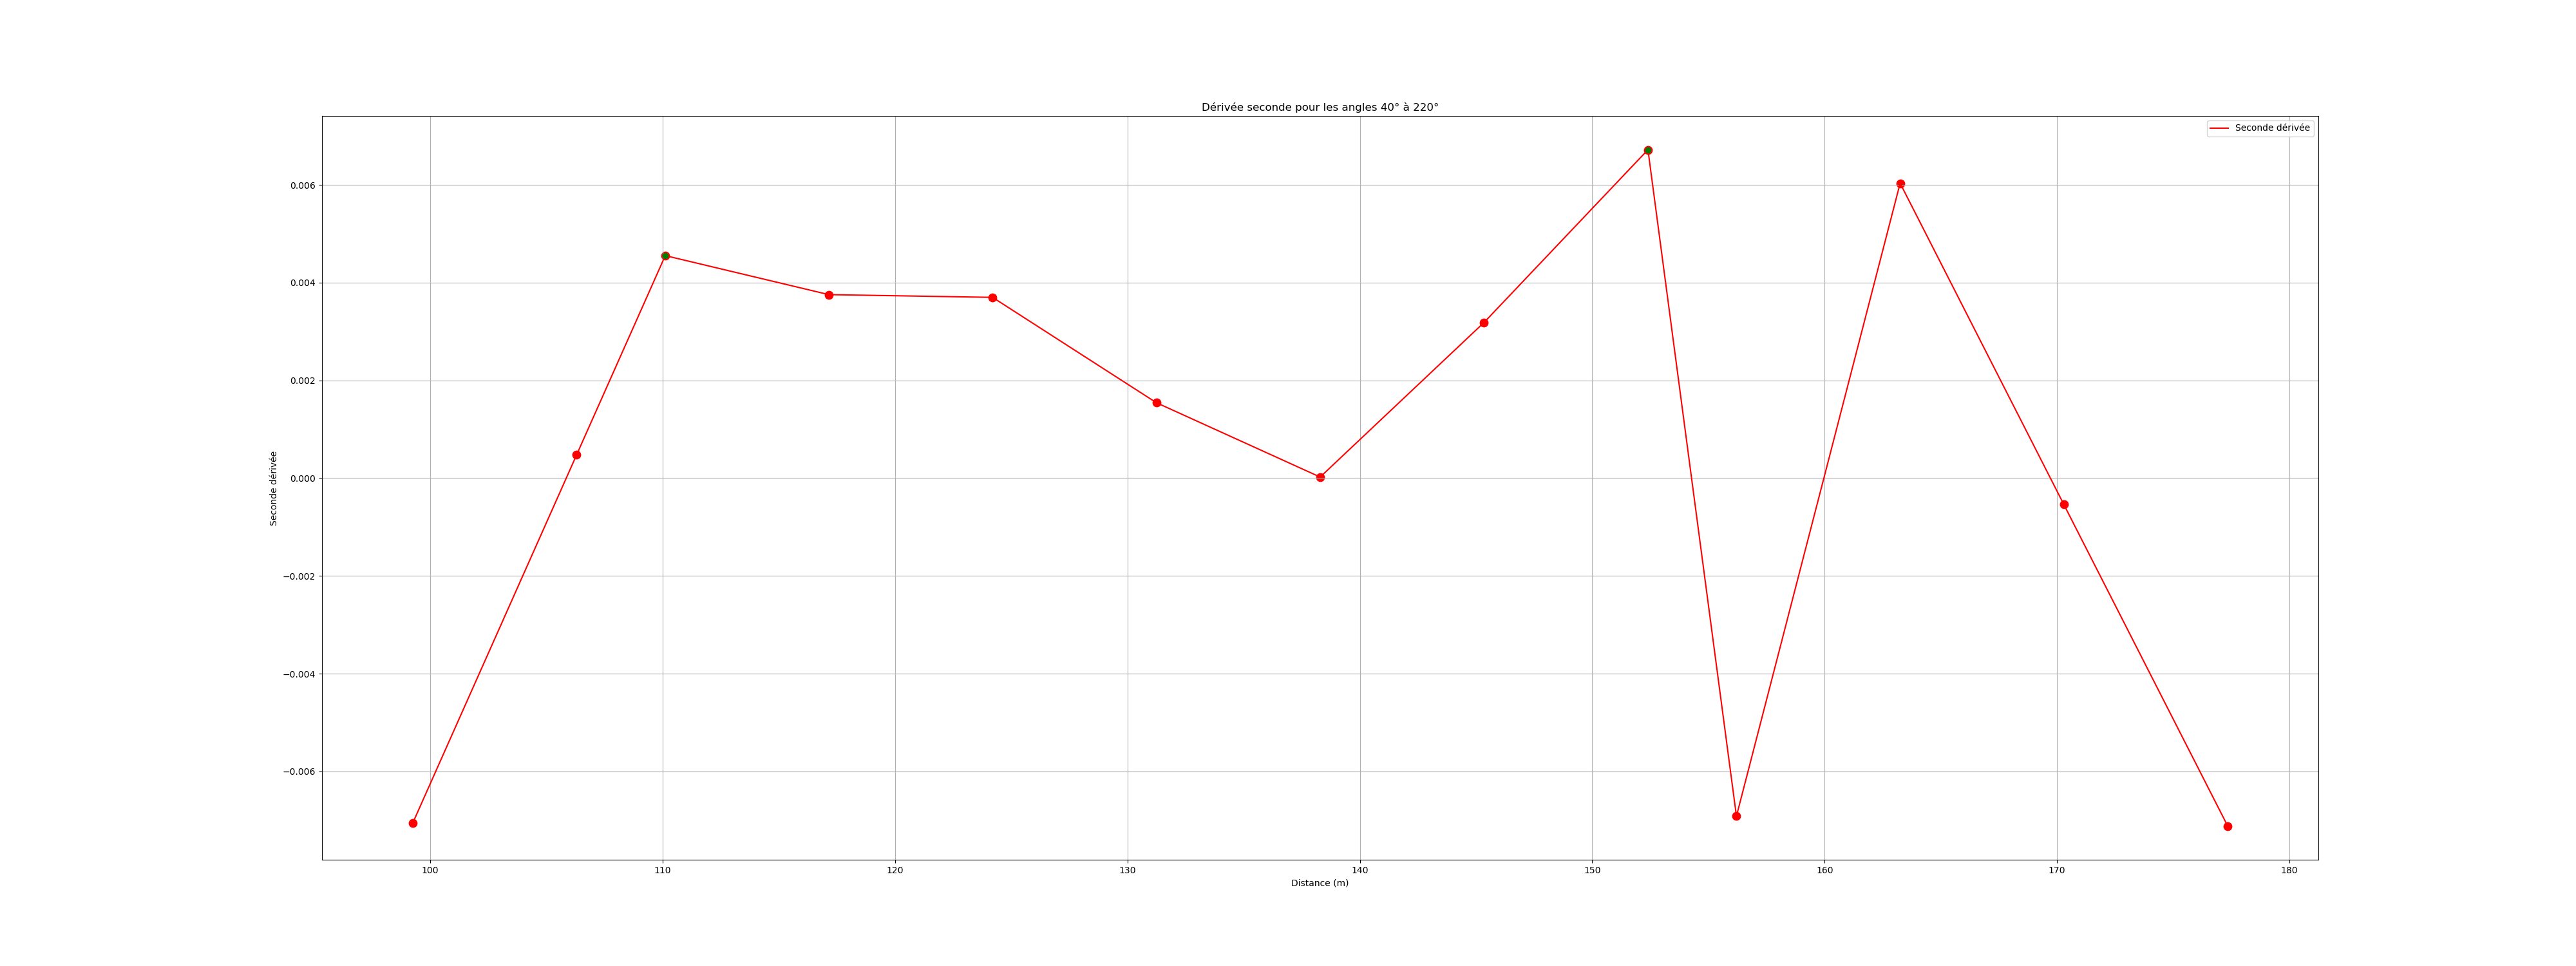 Dérivée seconde pour les angles 40° à 220°
Seconde dérivée
0.006
0.004
0.002
0.000
−0.002
−0.004
−0.006
Seconde dérivée
100 110 120 130 140 150 160 170 180
Distance (m)